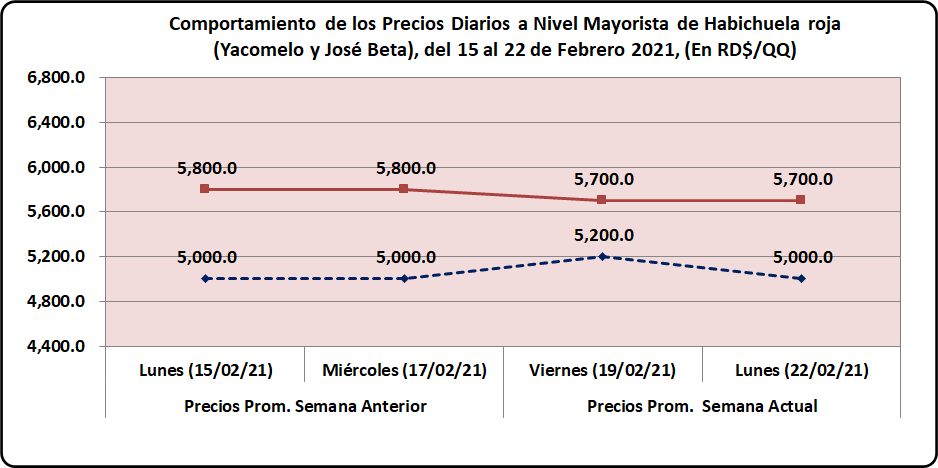 Comportamiento de los Precios Diarios a Nivel Mayorista de Habichuela roja
(Yacomelo y José Beta), del 15 al 22 de Febrero 2021, (En RD$/QQ)
6,800.0
6,400.0
6,000.0
5,600.0
5,200.0
4,800.0
4,400.0
5,800.0 5,800.0 5,700.0 5,700.0
5,000.0 5,000.0 5,200.0 5,000.0
Lunes (15/02/21) Miércoles (17/02/21) Viernes (19/02/21) Lunes (22/02/21)
Precios Prom. Semana Anterior Precios Prom. Semana Actual